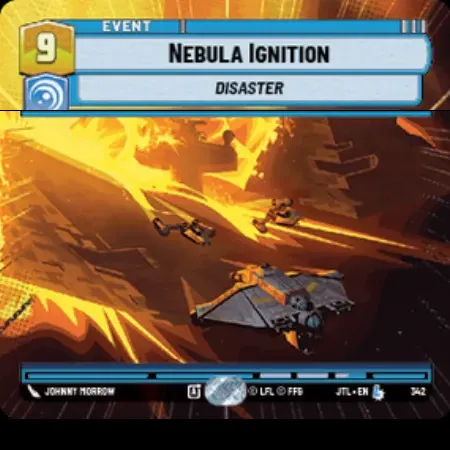 EVENT
9
NEBULA IGNITION
DISASTER
JOHNNY MORROW
© LFL © FFG
JTL • EN
342